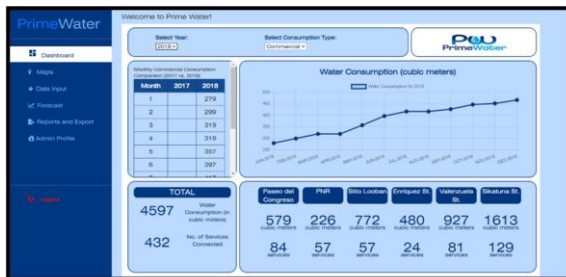 Welcome to Prime Water!
PrimeWater
Dashboard
Maps
Data Input
Forecast
Reports and Export
Admin Profile
Logout
Select Year:
2018
Select Consumption Type:
Commercial
PrimeWater
Monthly Commercial Consumption
Comparison (2017 vs. 2018)
Month 2017 2018
1 279
2 299
3 319
4 319
5 357
6 397
Water Consumption (cubic meters)
Water Consumption for 2018
TOTAL
4597 Water
Consumption (in
cubic meters)
432 No. of Services
Connected
Paseo del
Congreso
579
cubic meters
84
services
PNR
226
cubic meters
57
services
Sitio Looban
772
cubic meters
57
services
Enriquez St.
480
cubic meters
24
services
Valenzuela
St.
927
cubic meters
81
services
Sikatuna St.
1613
cubic meters
129
services